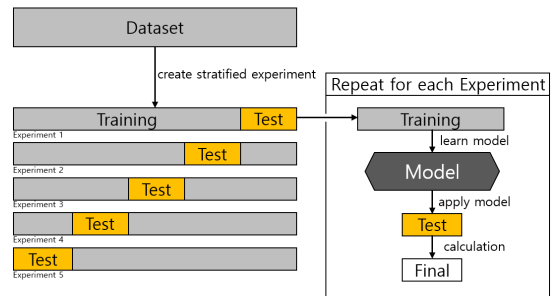 Dataset
create stratified experiment
Training Test
Experiment 1
Test
Experiment 2
Test
Experiment 3
Test
Experiment 4
Test
Experiment 5
Repeat for each Experiment
Training
learn model
Model
apply model
Test
calculation
Final